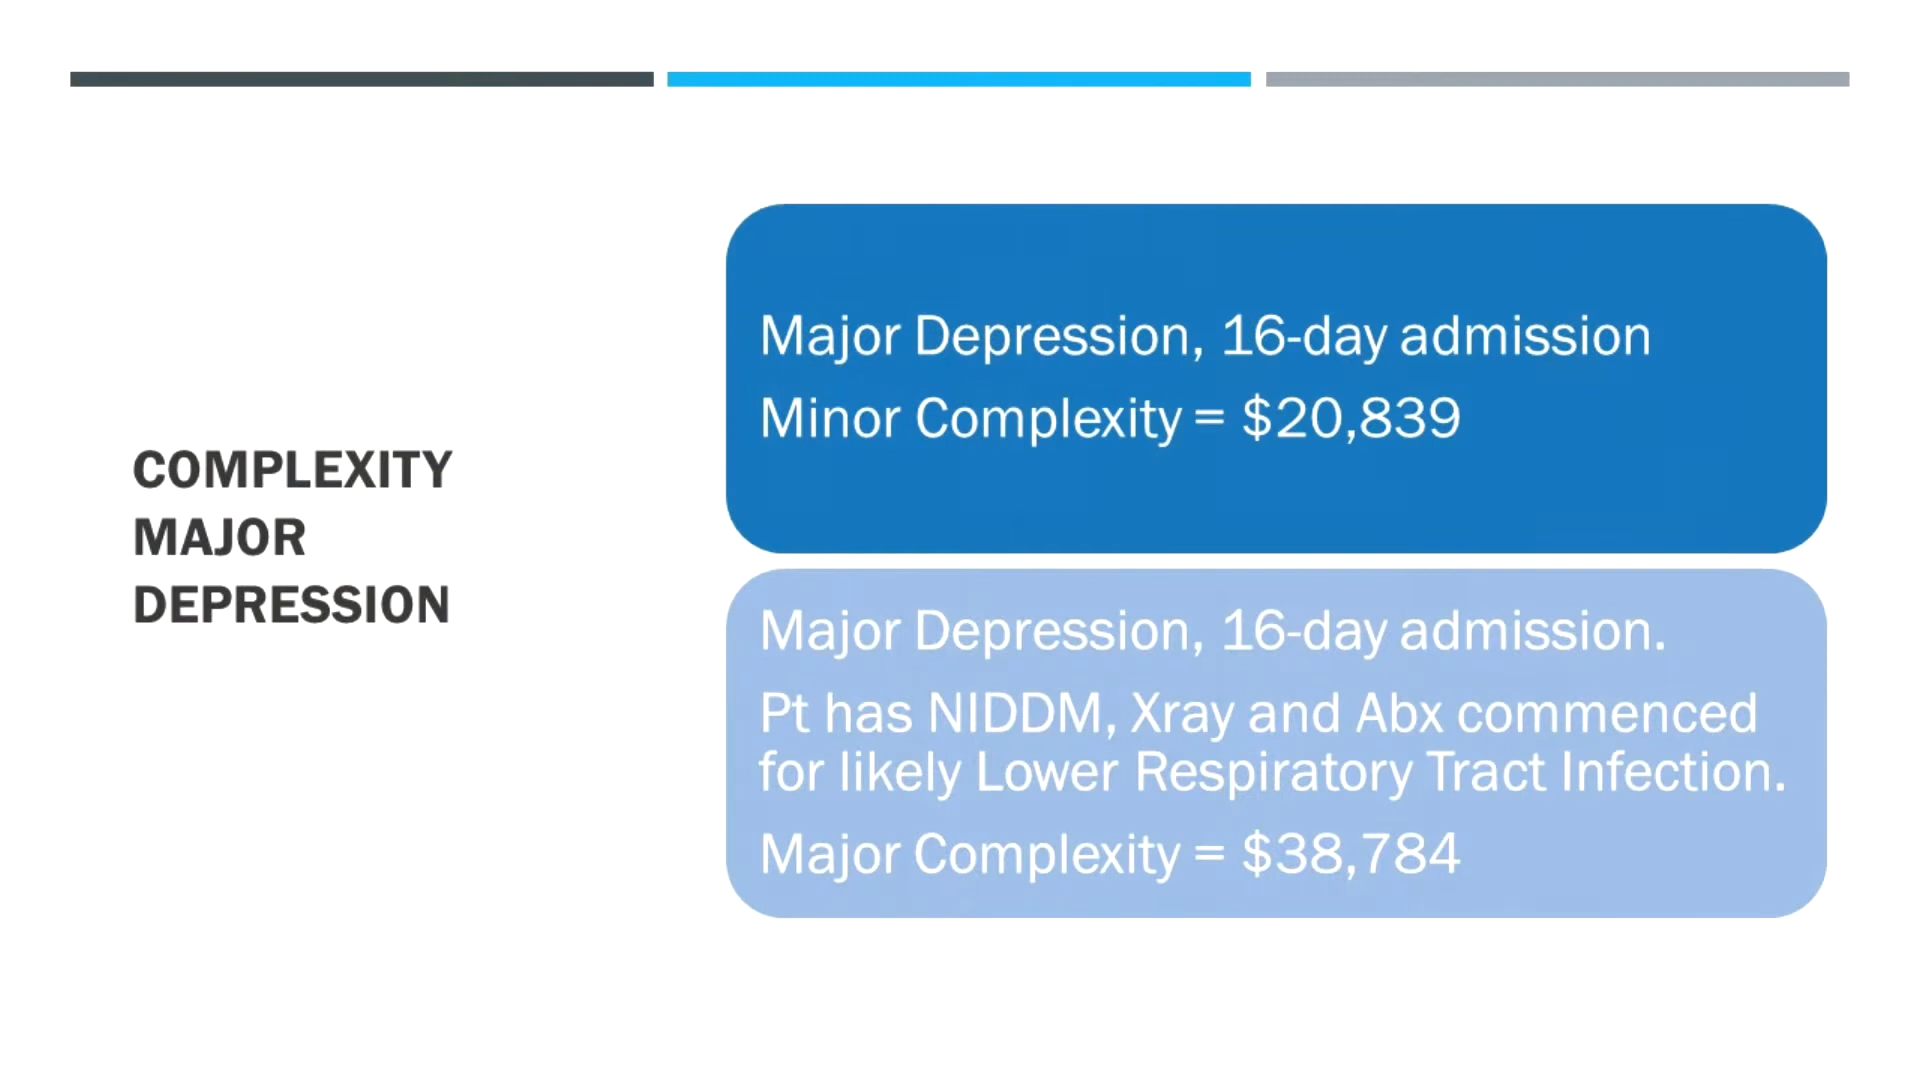 COMPLEXITY
MAJOR
DEPRESSION
Major Depression, 16-day admission
Minor Complexity = $20,839
Major Depression, 16-day admission.
Pt has NIDDM, Xray and Abx commenced
for likely Lower Respiratory Tract Infection.
Major Complexity = $38,784